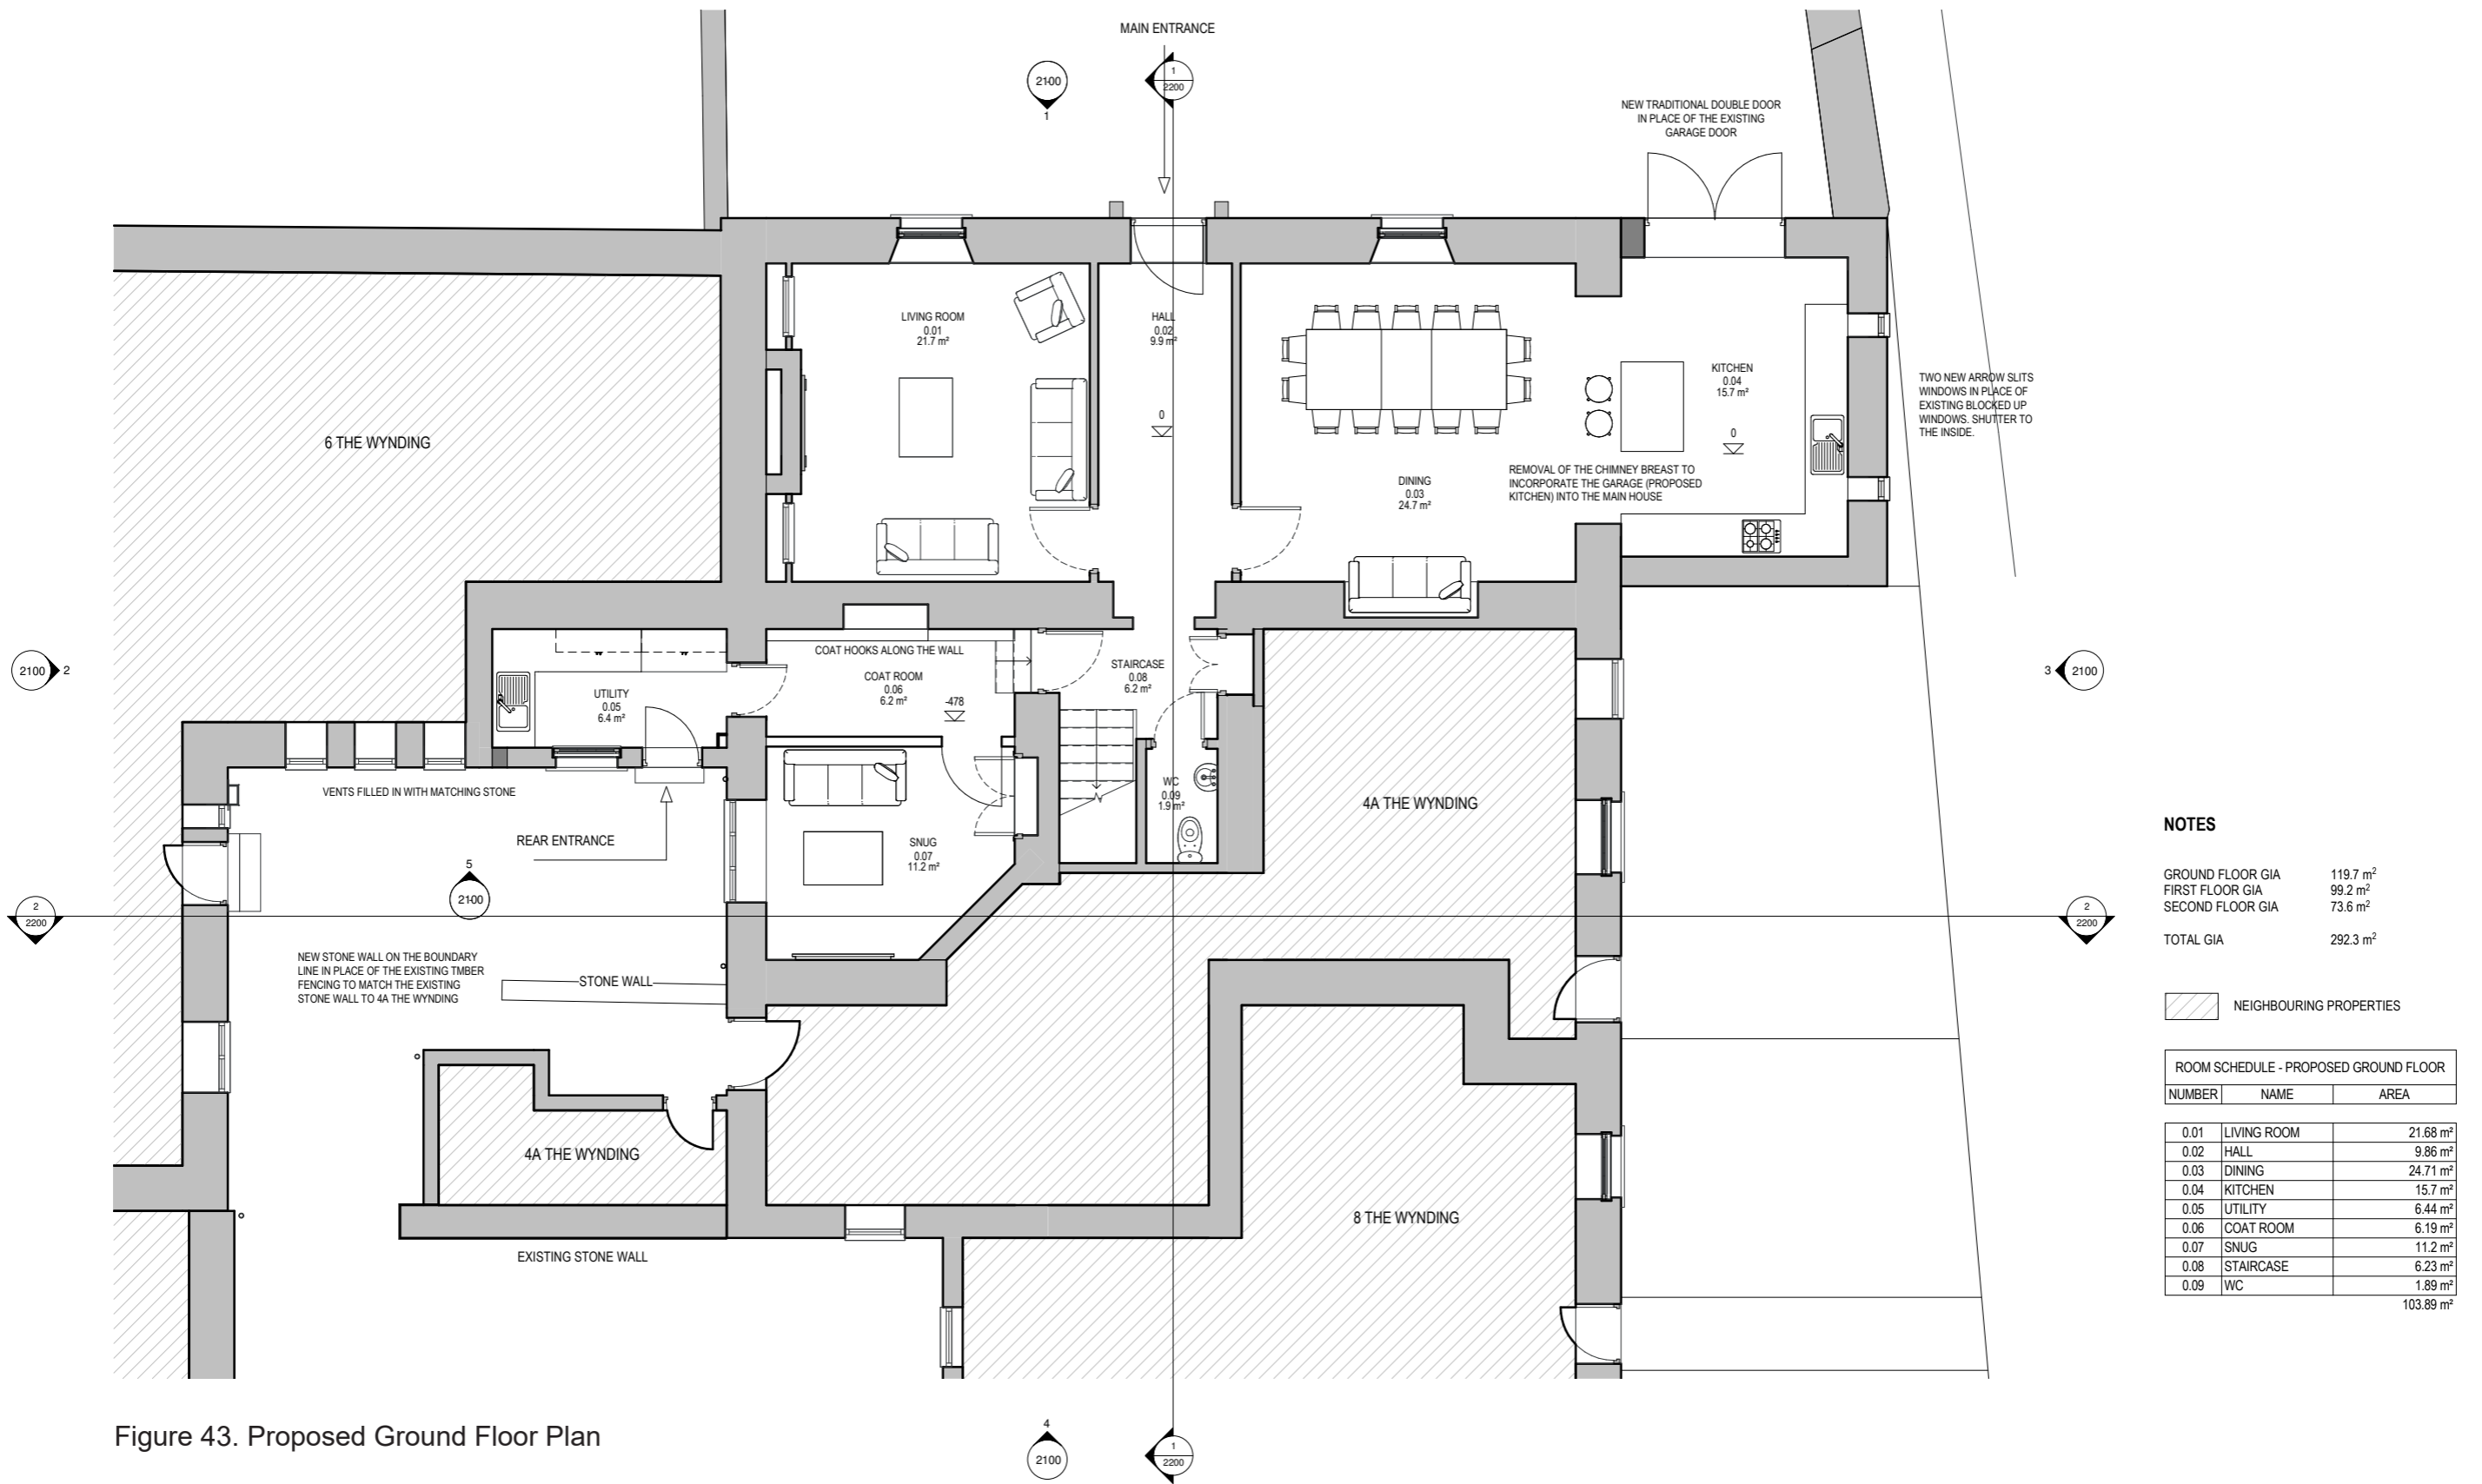 MAIN ENTRANCE
2100
1
1
2200
NEW TRADITIONAL DOUBLE DOOR
IN PLACE OF THE EXISTING
GARAGE DOOR
LIVING ROOM
0.01
21.7 m²
HALL
0.02
9.9 m²
0
KITCHEN
0.04
15.7 m²
0
TWO NEW ARROW SLITS
WINDOWS IN PLACE OF
EXISTING BLOCKED UP
WINDOWS. SHUTTER TO
THE INSIDE.
6 THE WYNDING
DINING
0.03
24.7 m²
REMOVAL OF THE CHIMNEY BREAST TO
INCORPORATE THE GARAGE (PROPOSED
KITCHEN) INTO THE MAIN HOUSE
2100
2
COAT HOOKS ALONG THE WALL
COAT ROOM
0.06
6.2 m²
-478
STAIRCASE
0.08
6.2 m²
3
2100
UTILITY
0.05
6.4 m²
VENTS FILLED IN WITH MATCHING STONE
REAR ENTRANCE
WC
0.09
1.9 m²
4A THE WYNDING
SNUG
0.07
11.2 m²
5
2100
2
2200
2
2200
NEW STONE WALL ON THE BOUNDARY
LINE IN PLACE OF THE EXISTING TMBER
FENCING TO MATCH THE EXISTING
STONE WALL TO 4A THE WYNDING
STONE WALL
4A THE WYNDING
8 THE WYNDING
EXISTING STONE WALL
NOTES
GROUND FLOOR GIA 119.7 m²
FIRST FLOOR GIA 99.2 m²
SECOND FLOOR GIA 73.6 m²
TOTAL GIA 292.3 m²
NEIGHBOURING PROPERTIES
ROOM SCHEDULE - PROPOSED GROUND FLOOR
NUMBER NAME AREA
0.01 LIVING ROOM 21.68 m²
0.02 HALL 9.86 m²
0.03 DINING 24.71 m²
0.04 KITCHEN 15.7 m²
0.05 UTILITY 6.44 m²
0.06 COAT ROOM 6.19 m²
0.07 SNUG 11.2 m²
0.08 STAIRCASE 6.23 m²
0.09 WC 1.89 m²
103.89 m²
Figure 43. Proposed Ground Floor Plan
4
2100
1
2200